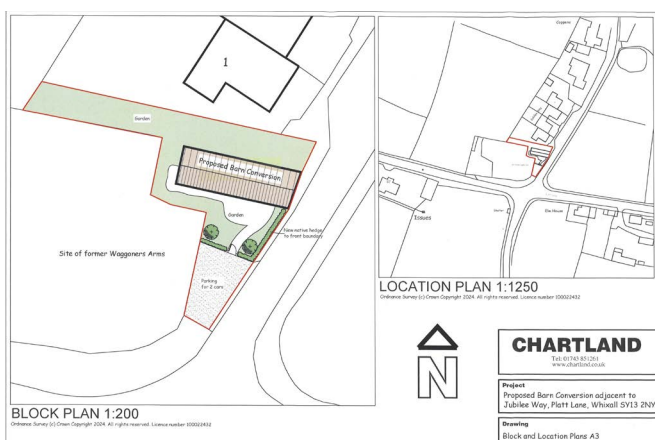 1
Garden
Proposed Barn Conversion
Garden
New native hedge
to front boundary
Site of former Waggoners Arms
Parking
for 2 cars
BLOCK PLAN 1:200
Ordnance Survey (c) Crown Copyright 2024. All rights reserved. Licence number 100022432
Issues
LOCATION PLAN 1:1250
Ordnance Survey (c) Crown Copyright 2024. All rights reserved. Licence number 100022432
N
CHARTLAND
Tel: 01743 851261
www.chartland.co.uk
Project
Proposed Barn Conversion adjacent to
Jubilee Way, Platt Lane, Whixall SY13 2NY
Drawing
Block and Location Plans A3